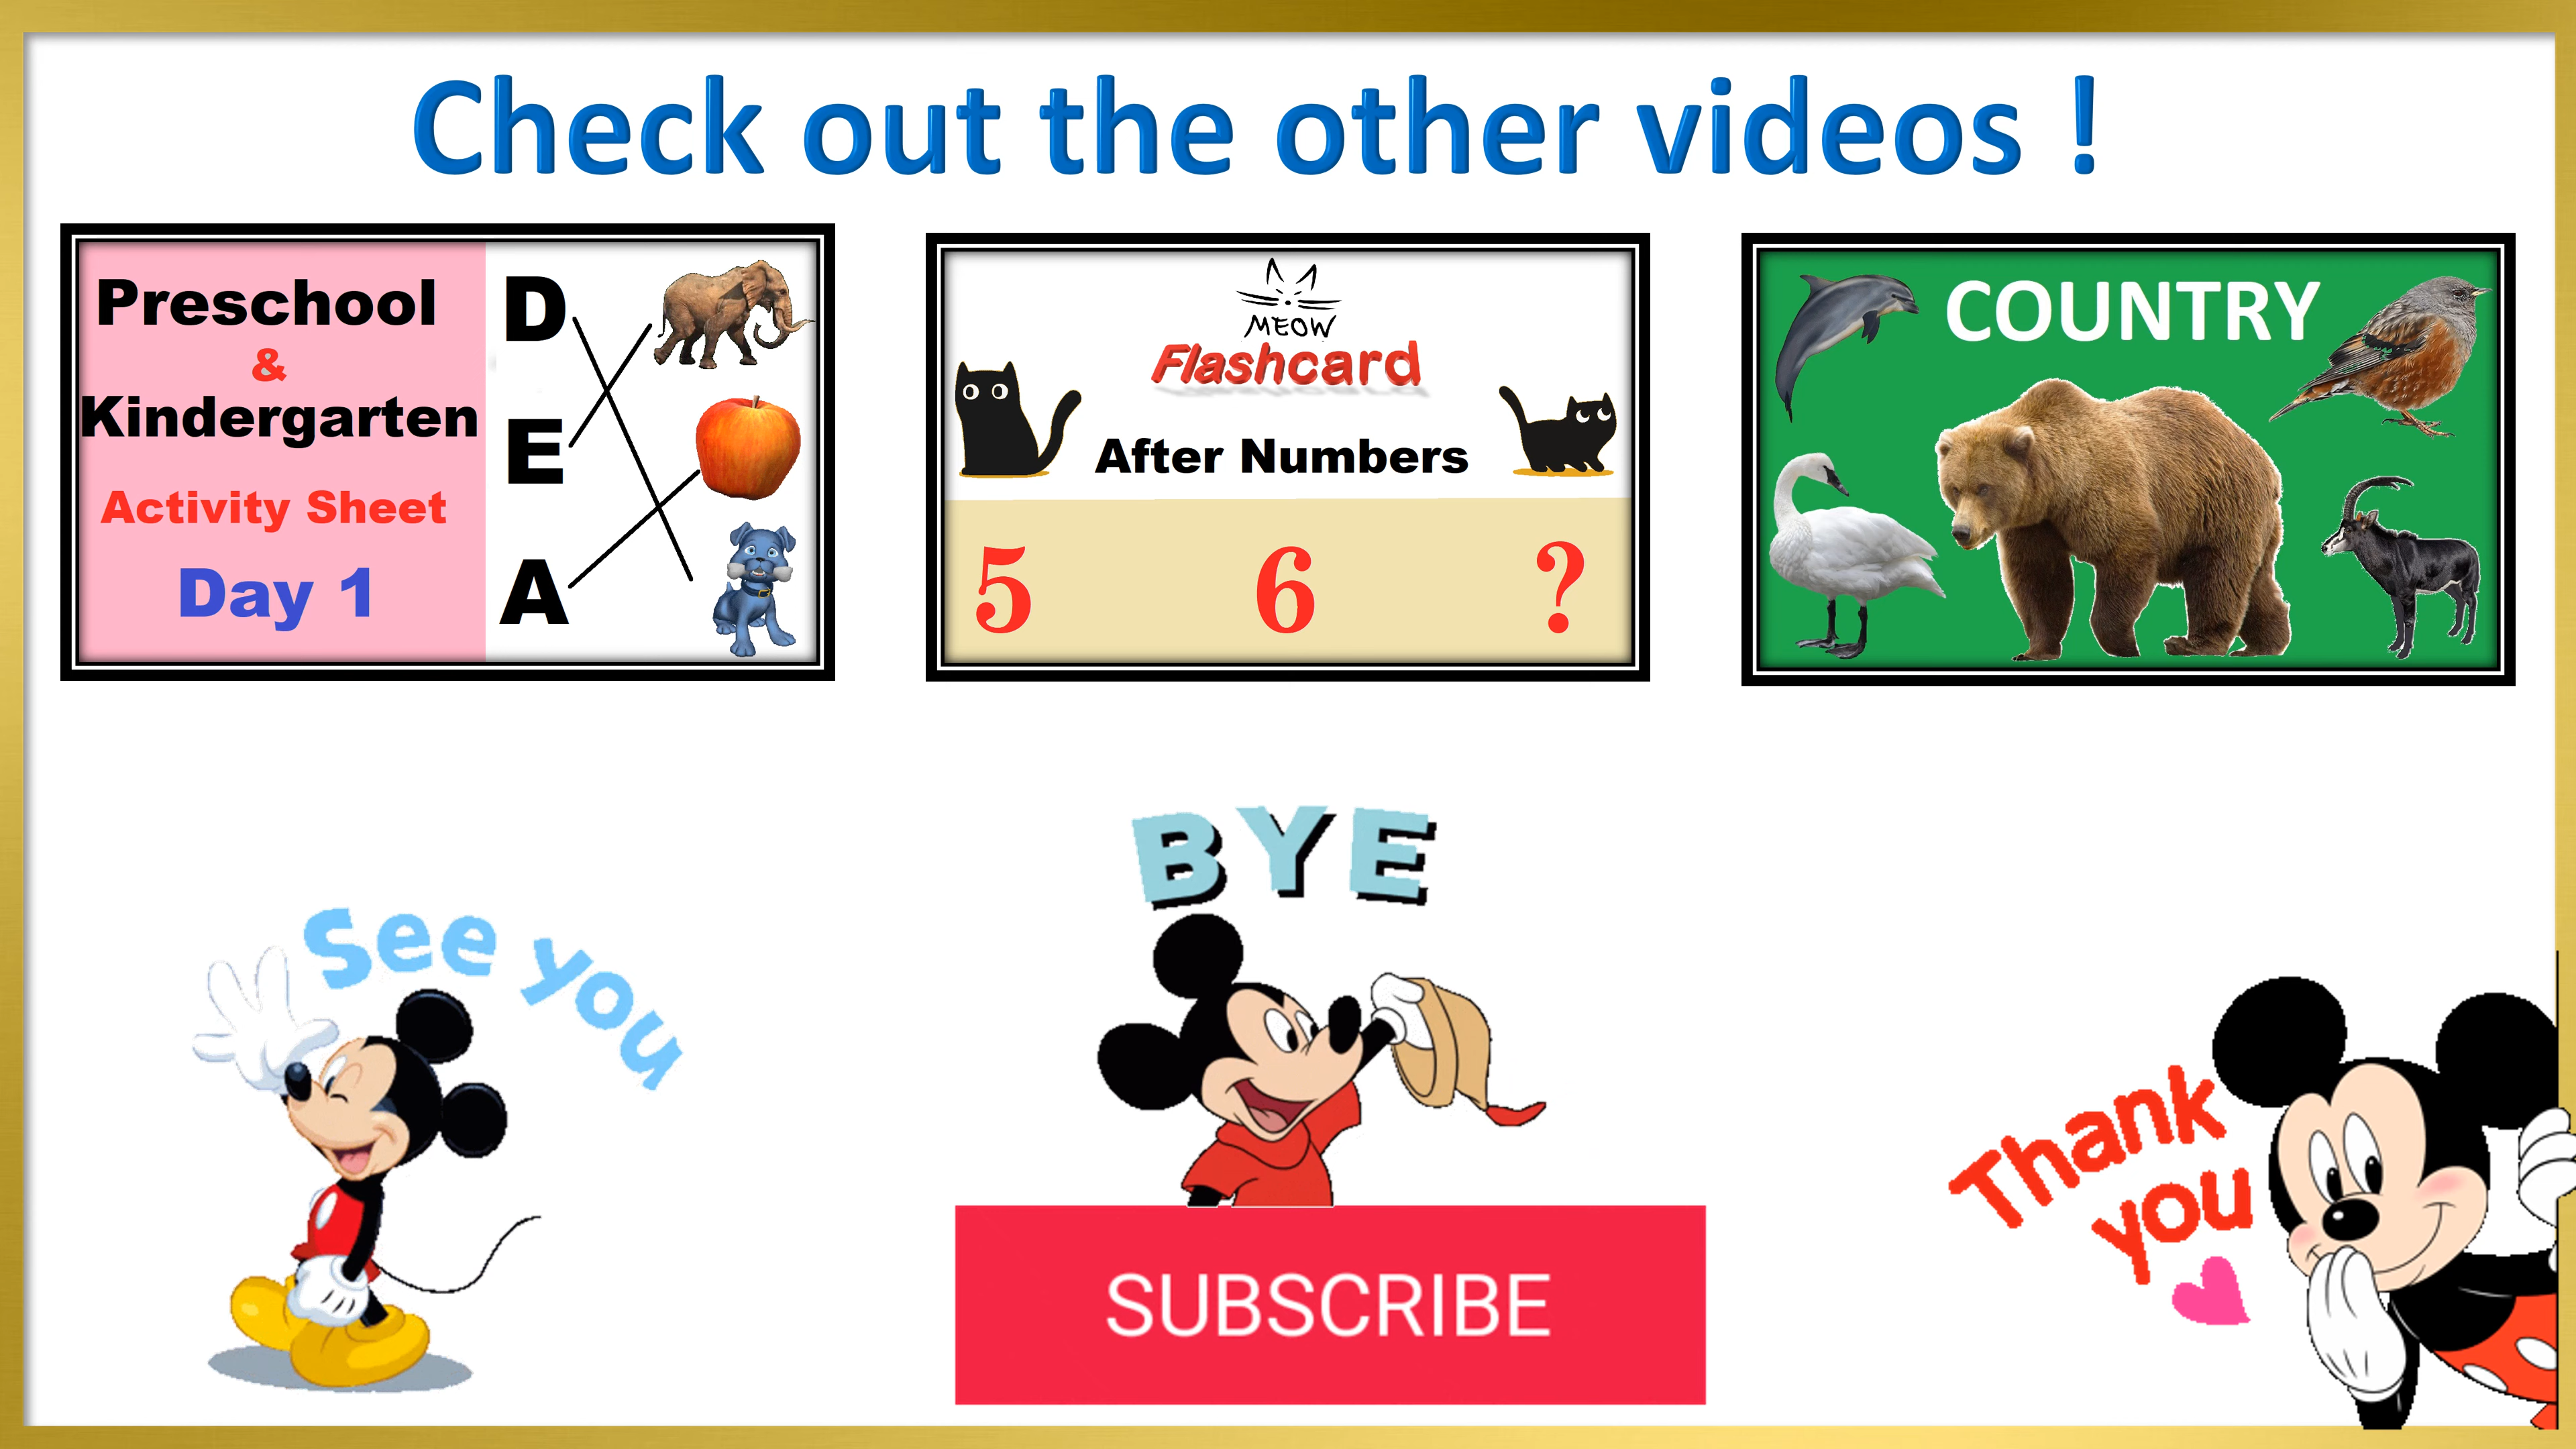 Check out the other videos !
Preschool
&
Kindergarten
Activity Sheet
Day 1
D
E
A
MEOW
Flashcard
After Numbers
5 6 ?
COUNTRY
See you
BYE
Thank
you
SUBSCRIBE